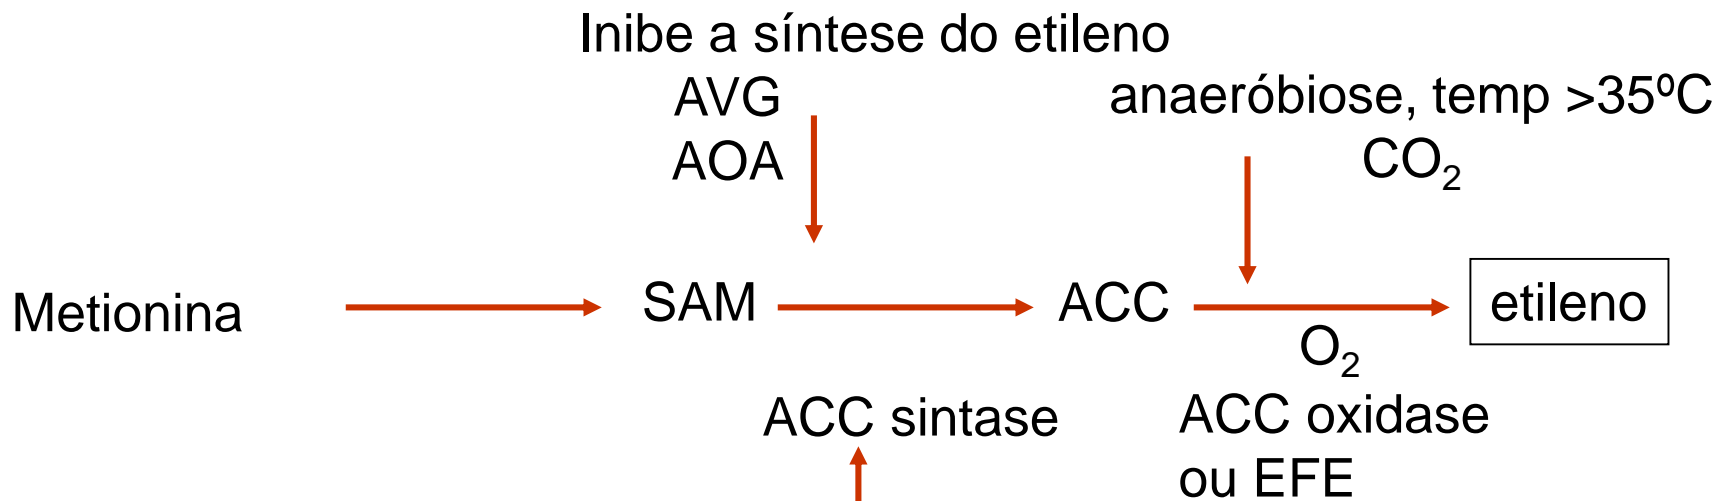 Inibe a síntese do etileno
AVG
AOA
anaeróbiose, temp >35ºC
CO₂
Metionina
SAM
ACC
etileno
O₂
ACC sintase
ACC oxidase
ou EFE